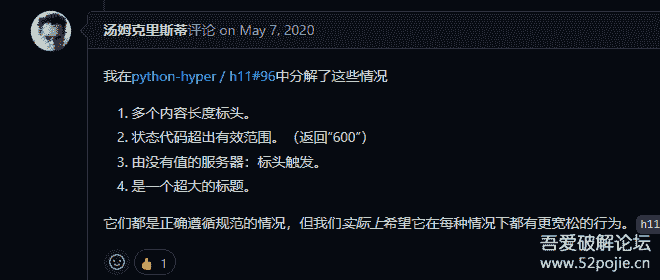 汤姆克里斯蒂评论 on May 7, 2020
我在python-hyper / h11#96中分解了这些情况
1. 多个内容长度标头。
2. 状态代码超出有效范围。（返回“600”）
3. 由没有值的服务器：标头触发。
4. 是一个超大的标题。
它们都是正确遵循规范的情况，但我们实际上希望它在每种情况下都有更宽松的行为。 h11
1
吾爱破解论坛
www.52pojie.cn